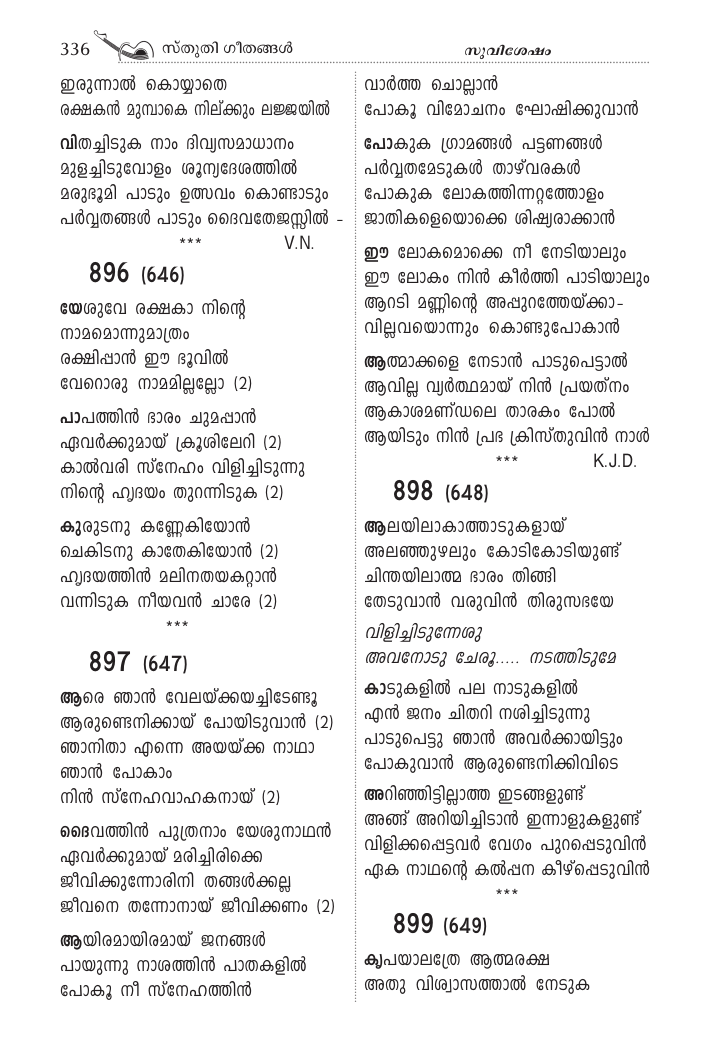 336 സ്തുതി ഗീതങ്ങൾ സുവിശേഷം
ഇരുന്നാൽ കൊയ്യാതെ
രക്ഷകൻ മുമ്പാകെ നില്ക്കും ലജ്ജയിൽ
വിതച്ചിടുക നാം ദിവ്യസമാധാനം
മുളച്ചിടുവോളം ശൂന്യദേശത്തിൽ
മരുഭൂമി പാടും ഉത്സവം കൊണ്ടാടും
പർവ്വതങ്ങൾ പാടും ദൈവതേജസ്സിൽ -
*** V.N.
896 (646)
യേശുവേ രക്ഷകാ നിന്റെ
നാമമൊന്നുമാത്രം
രക്ഷിപ്പാൻ ഈ ഭൂവിൽ
വേറൊരു നാമമില്ലല്ലോ (2)
പാപത്തിൻ ഭാരം ചുമപ്പാൻ
ഏവർക്കുമായ് ക്രൂശിലേറി (2)
കാൽവരി സ്നേഹം വിളിച്ചിടുന്നു
നിന്റെ ഹൃദയം തുറന്നിടുക (2)
കുരുടനു കണ്ണേകിയോൻ
ചെകിടനു കാതേകിയോൻ (2)
ഹൃദയത്തിൻ മലിനതയകറ്റാൻ
വന്നിടുക നീയവൻ ചാരേ (2)
***
897 (647)
ആരെ ഞാൻ വേലയ്ക്കയച്ചിടേണ്ടൂ
ആരുണ്ടെനിക്കായ് പോയിടുവാൻ (2)
ഞാനിതാ എന്നെ അയയ്ക്ക നാഥാ
ഞാൻ പോകാം
നിൻ സ്നേഹവാഹകനായ് (2)
ദൈവത്തിൻ പുത്രനാം യേശുനാഥൻ
ഏവർക്കുമായ് മരിച്ചിരിക്കെ
ജീവിക്കുന്നോരിനി തങ്ങൾക്കല്ല
ജീവനെ തന്നോനായ് ജീവിക്കണം (2)
ആയിരമായിരമായ് ജനങ്ങൾ
പായുന്നു നാശത്തിൻ പാതകളിൽ
പോകൂ നീ സ്നേഹത്തിൻ
വാർത്ത ചൊല്ലാൻ
പോകൂ വിമോചനം ഘോഷിക്കുവാൻ
പോകുക ഗ്രാമങ്ങൾ പട്ടണങ്ങൾ
പർവ്വതമേടുകൾ താഴ്വരകൾ
പോകുക ലോകത്തിന്നറ്റത്തോളം
ജാതികളെയൊക്കെ ശിഷ്യരാക്കാൻ
ഈ ലോകമൊക്കെ നീ നേടിയാലും
ഈ ലോകം നിൻ കീർത്തി പാടിയാലും
ആറടി മണ്ണിന്റെ അപ്പുറത്തേയ്ക്കാ-
വില്ലവയൊന്നും കൊണ്ടുപോകാൻ
ആത്മാക്കളെ നേടാൻ പാടുപെട്ടാൽ
ആവില്ല വ്യർത്ഥമായ് നിൻ പ്രയത്നം
ആകാശമണ്ഡലെ താരകം പോൽ
ആയിടും നിൻ പ്രഭ ക്രിസ്തുവിൻ നാൾ
*** K.J.D.
898 (648)
ആലയിലാകാത്താടുകളായ്
അലഞ്ഞുഴലും കോടികോടിയുണ്ട്
ചിന്തയിലാത്മ ഭാരം തിങ്ങി
തേടുവാൻ വരുവിൻ തിരുസഭയേ
വിളിച്ചിടുന്നേശു
അവനോടു ചേരൂ..... നടത്തിടുമേ
കാടുകളിൽ പല നാടുകളിൽ
എൻ ജനം ചിതറി നശിച്ചിടുന്നു
പാടുപെട്ടു ഞാൻ അവർക്കായിട്ടും
പോകുവാൻ ആരുണ്ടെനിക്കിവിടെ
അറിഞ്ഞിട്ടില്ലാത്ത ഇടങ്ങളുണ്ട്
അങ്ങ് അറിയിച്ചിടാൻ ഇന്നാളുകളുണ്ട്
വിളിക്കപ്പെട്ടവർ വേഗം പുറപ്പെടുവിൻ
ഏക നാഥന്റെ കൽപ്പന കീഴ്പ്പെടുവിൻ
***
899 (649)
കൃപയാലത്രേ ആത്മരക്ഷ
അതു വിശ്വാസത്താൽ നേടുക